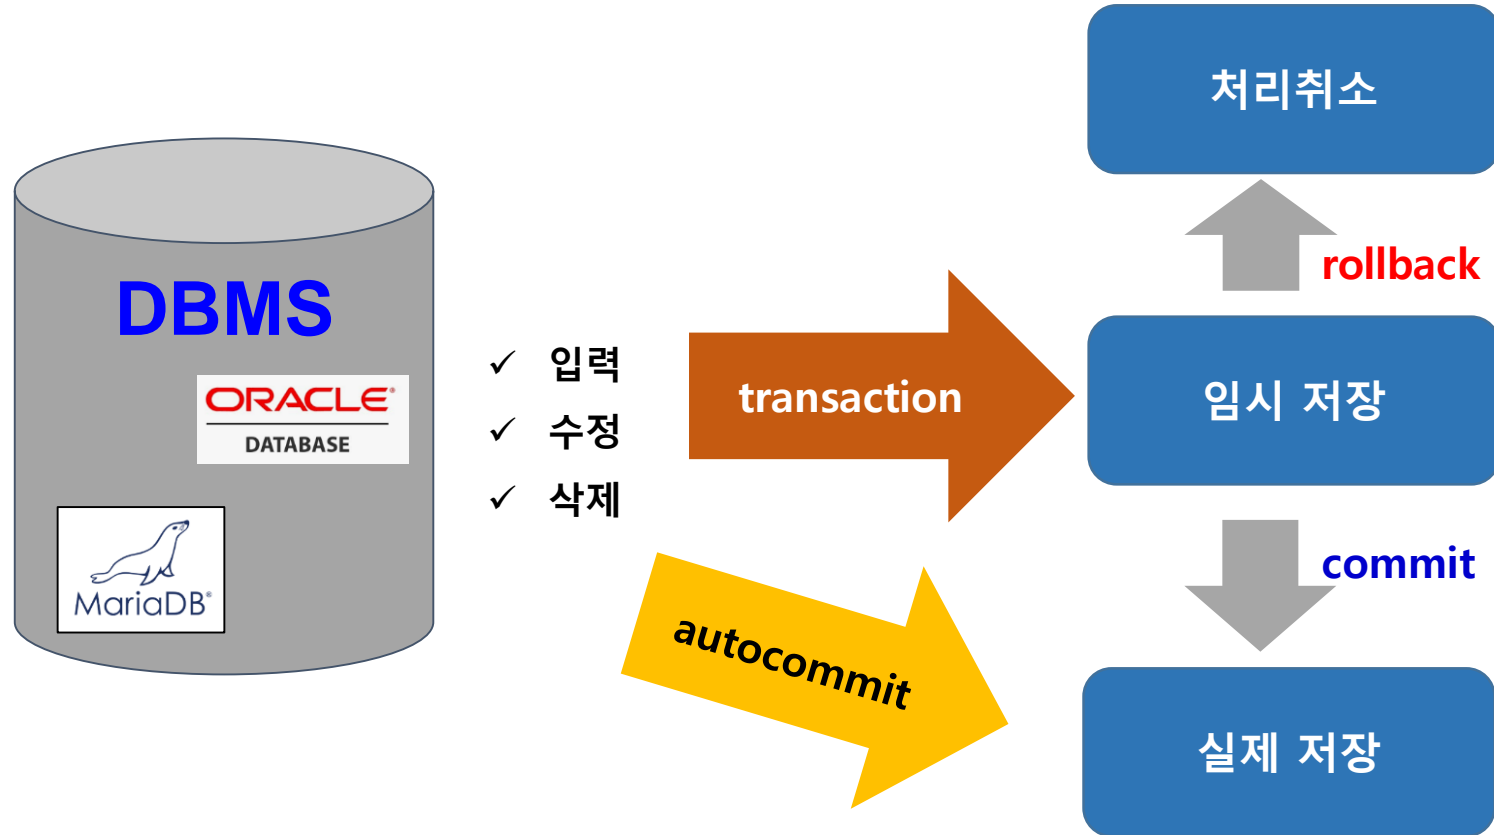 DBMS
ORACLE®
DATABASE
MariaDB®
✓ 입력
✓ 수정
✓ 삭제
transaction
autocommit
처리취소
rollback
임시 저장
commit
실제 저장